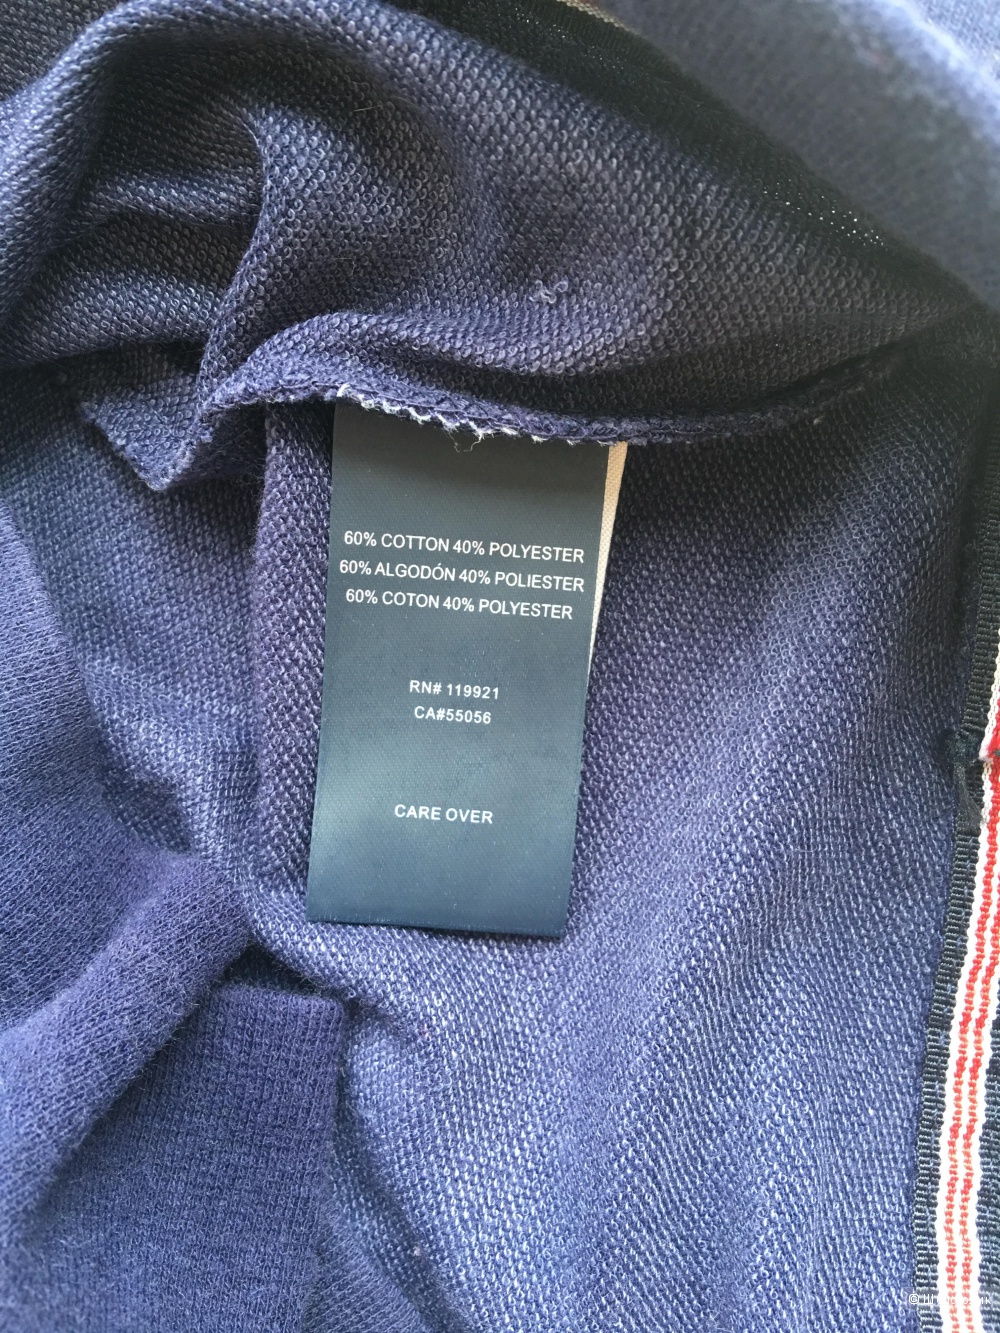 60% COTTON 40% POLYESTER
60% ALGODÓN 40% POLIESTER
60% COTON 40% POLYESTER
RN# 119921
CA#55056
CARE OVER